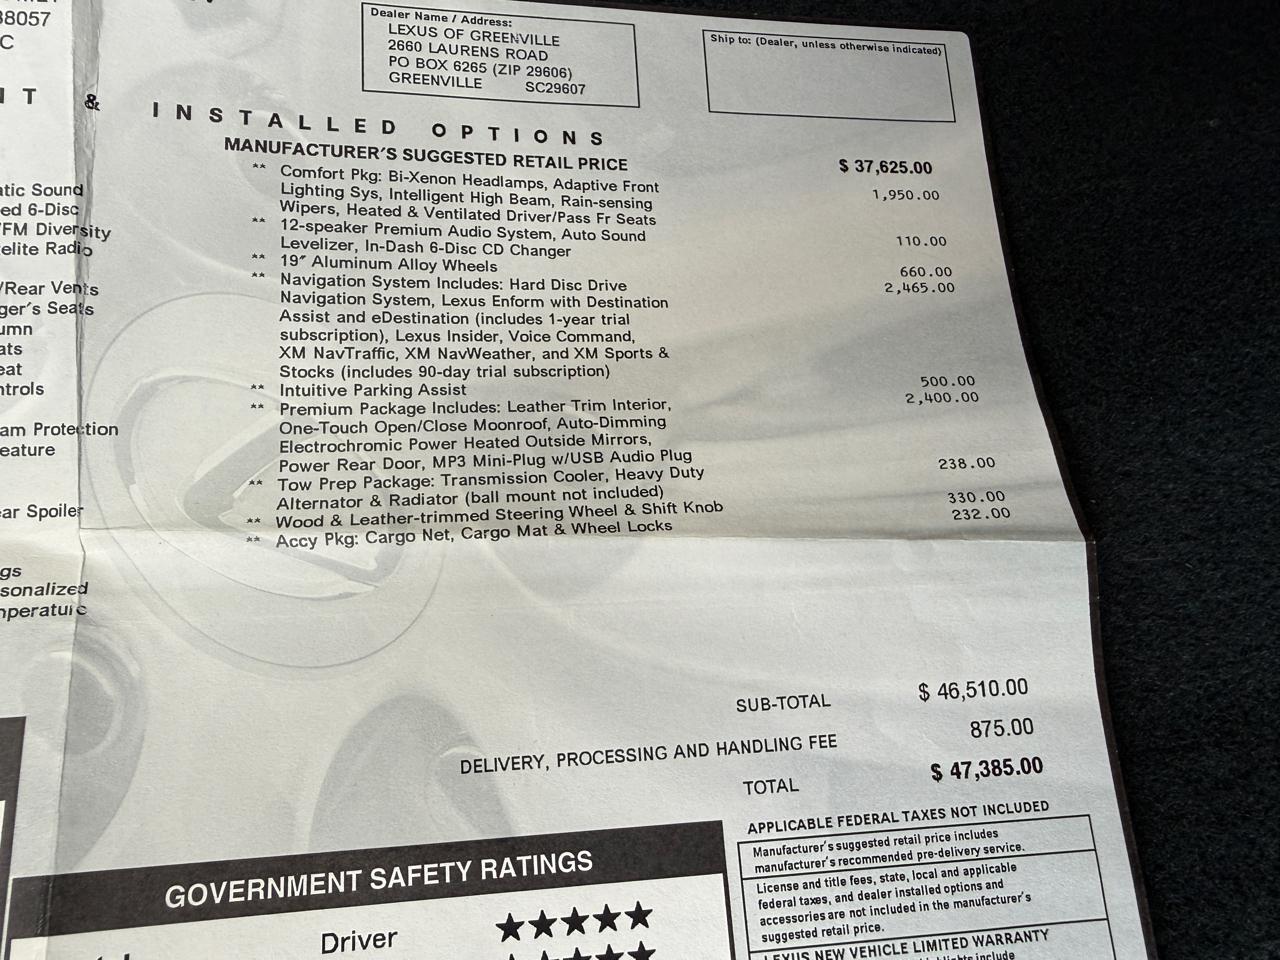 38057
C
Dealer Name / Address:
LEXUS OF GREENVILLE
2660 LAURENS ROAD
PO BOX 6265 (ZIP 29606)
GREENVILLE SC29607
Ship to: (Dealer, unless otherwise indicated)
& INSTALLED OPTIONS
MANUFACTURER'S SUGGESTED RETAIL PRICE $ 37,625.00
** Comfort Pkg: Bi-Xenon Headlamps, Adaptive Front 1,950.00
Lighting Sys, Intelligent High Beam, Rain-sensing
Wipers, Heated & Ventilated Driver/Pass Fr Seats
** 12-speaker Premium Audio System, Auto Sound 110.00
Levelizer, In-Dash 6-Disc CD Changer
** 19″ Aluminum Alloy Wheels 660.00
** Navigation System Includes: Hard Disc Drive 2,465.00
Navigation System, Lexus Enform with Destination
Assist and eDestination (includes 1-year trial
subscription), Lexus Insider, Voice Command,
XM NavTraffic, XM NavWeather, and XM Sports &
Stocks (includes 90-day trial subscription)
** Intuitive Parking Assist 500.00
** Premium Package Includes: Leather Trim Interior, 2,400.00
One-Touch Open/Close Moonroof, Auto-Dimming
Electrochromic Power Heated Outside Mirrors,
Power Rear Door, MP3 Mini-Plug w/USB Audio Plug
** Tow Prep Package: Transmission Cooler, Heavy Duty 238.00
Alternator & Radiator (ball mount not included)
** Wood & Leather-trimmed Steering Wheel & Shift Knob 330.00
** Accy Pkg: Cargo Net, Cargo Mat & Wheel Locks 232.00
atic Sound
ed 6-Disc
/FM Diversity
elite Radio
/Rear Vents
ger's Seats
umn
ats
eat
ntrols
am Protection
eature
ear Spoiler
gs
sonalized
mperature
SUB-TOTAL $ 46,510.00
DELIVERY, PROCESSING AND HANDLING FEE 875.00
TOTAL $ 47,385.00
APPLICABLE FEDERAL TAXES NOT INCLUDED
Manufacturer's suggested retail price includes
manufacturer's recommended pre-delivery service.
License and title fees, state, local and applicable
federal taxes, and dealer installed options and
accessories are not included in the manufacturer's
suggested retail price.
LEXUS NEW VEHICLE LIMITED WARRANTY
include
GOVERNMENT SAFETY RATINGS
Driver ★★★★★